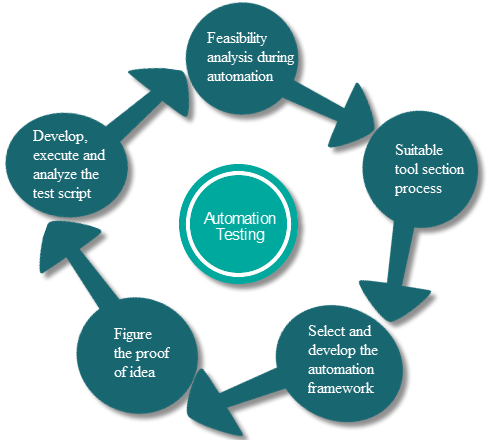 Feasibility
analysis during
automation
Suitable
tool section
process
Select and
develop the
automation
framework
Figure
the proof
of idea
Develop,
execute and
analyze the
test script
Automation
Testing